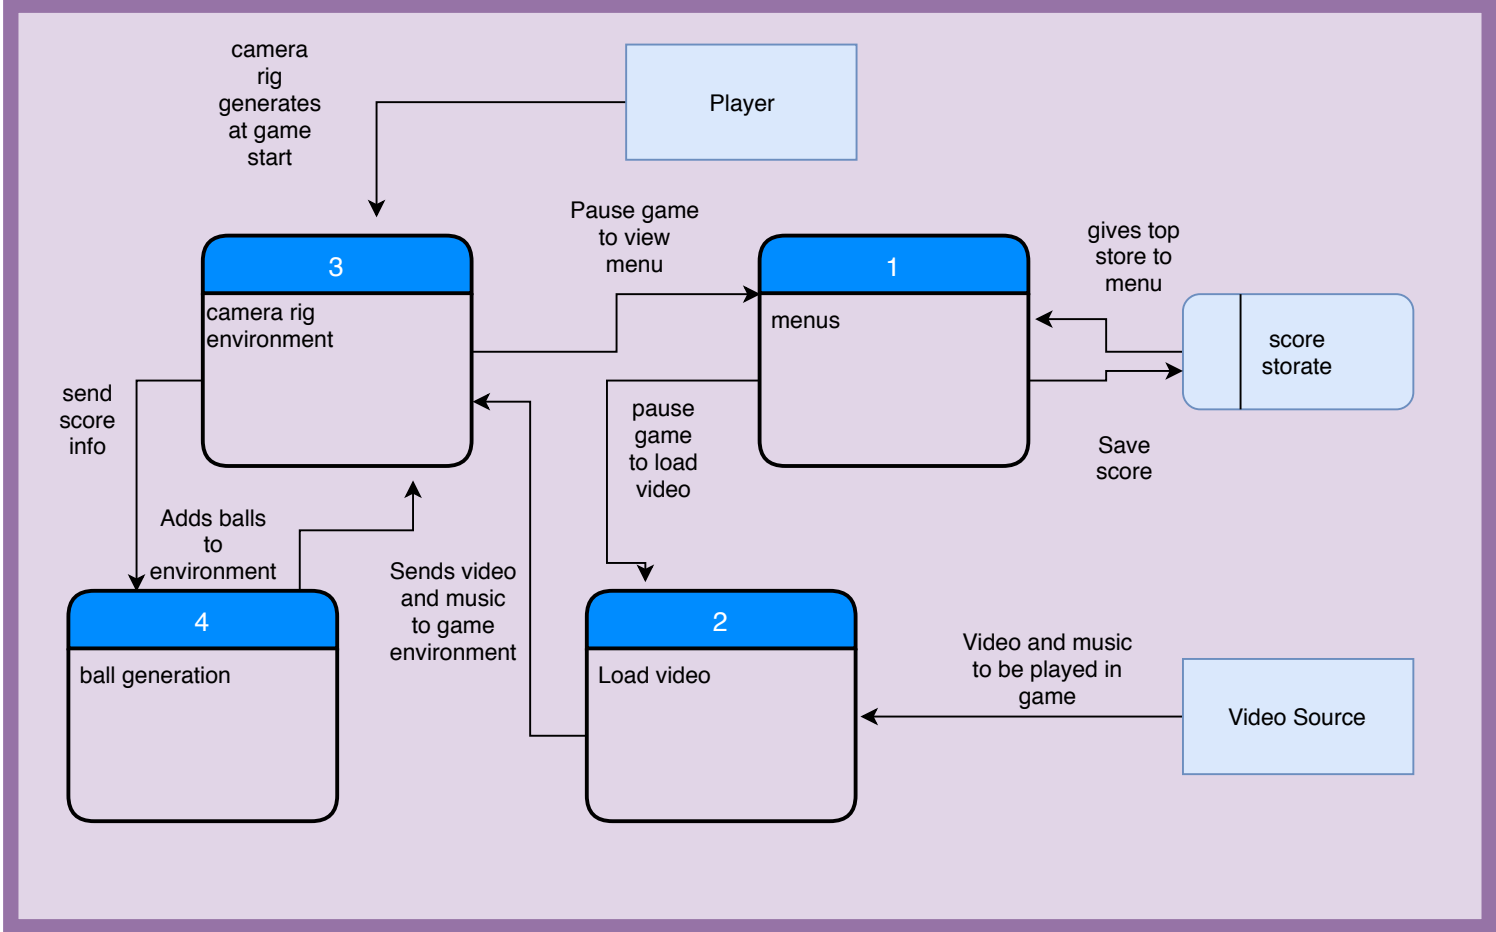 camera
rig
generates
at game
start
Player
Pause game
to view
menu
gives top
store to
menu
3
camera rig
environment
1
menus
score
storate
send
score
info
pause
game
to load
video
Save
score
Adds balls
to
environment
Sends video
and music
to game
environment
4
ball generation
2
Load video
Video and music
to be played in
game
Video Source